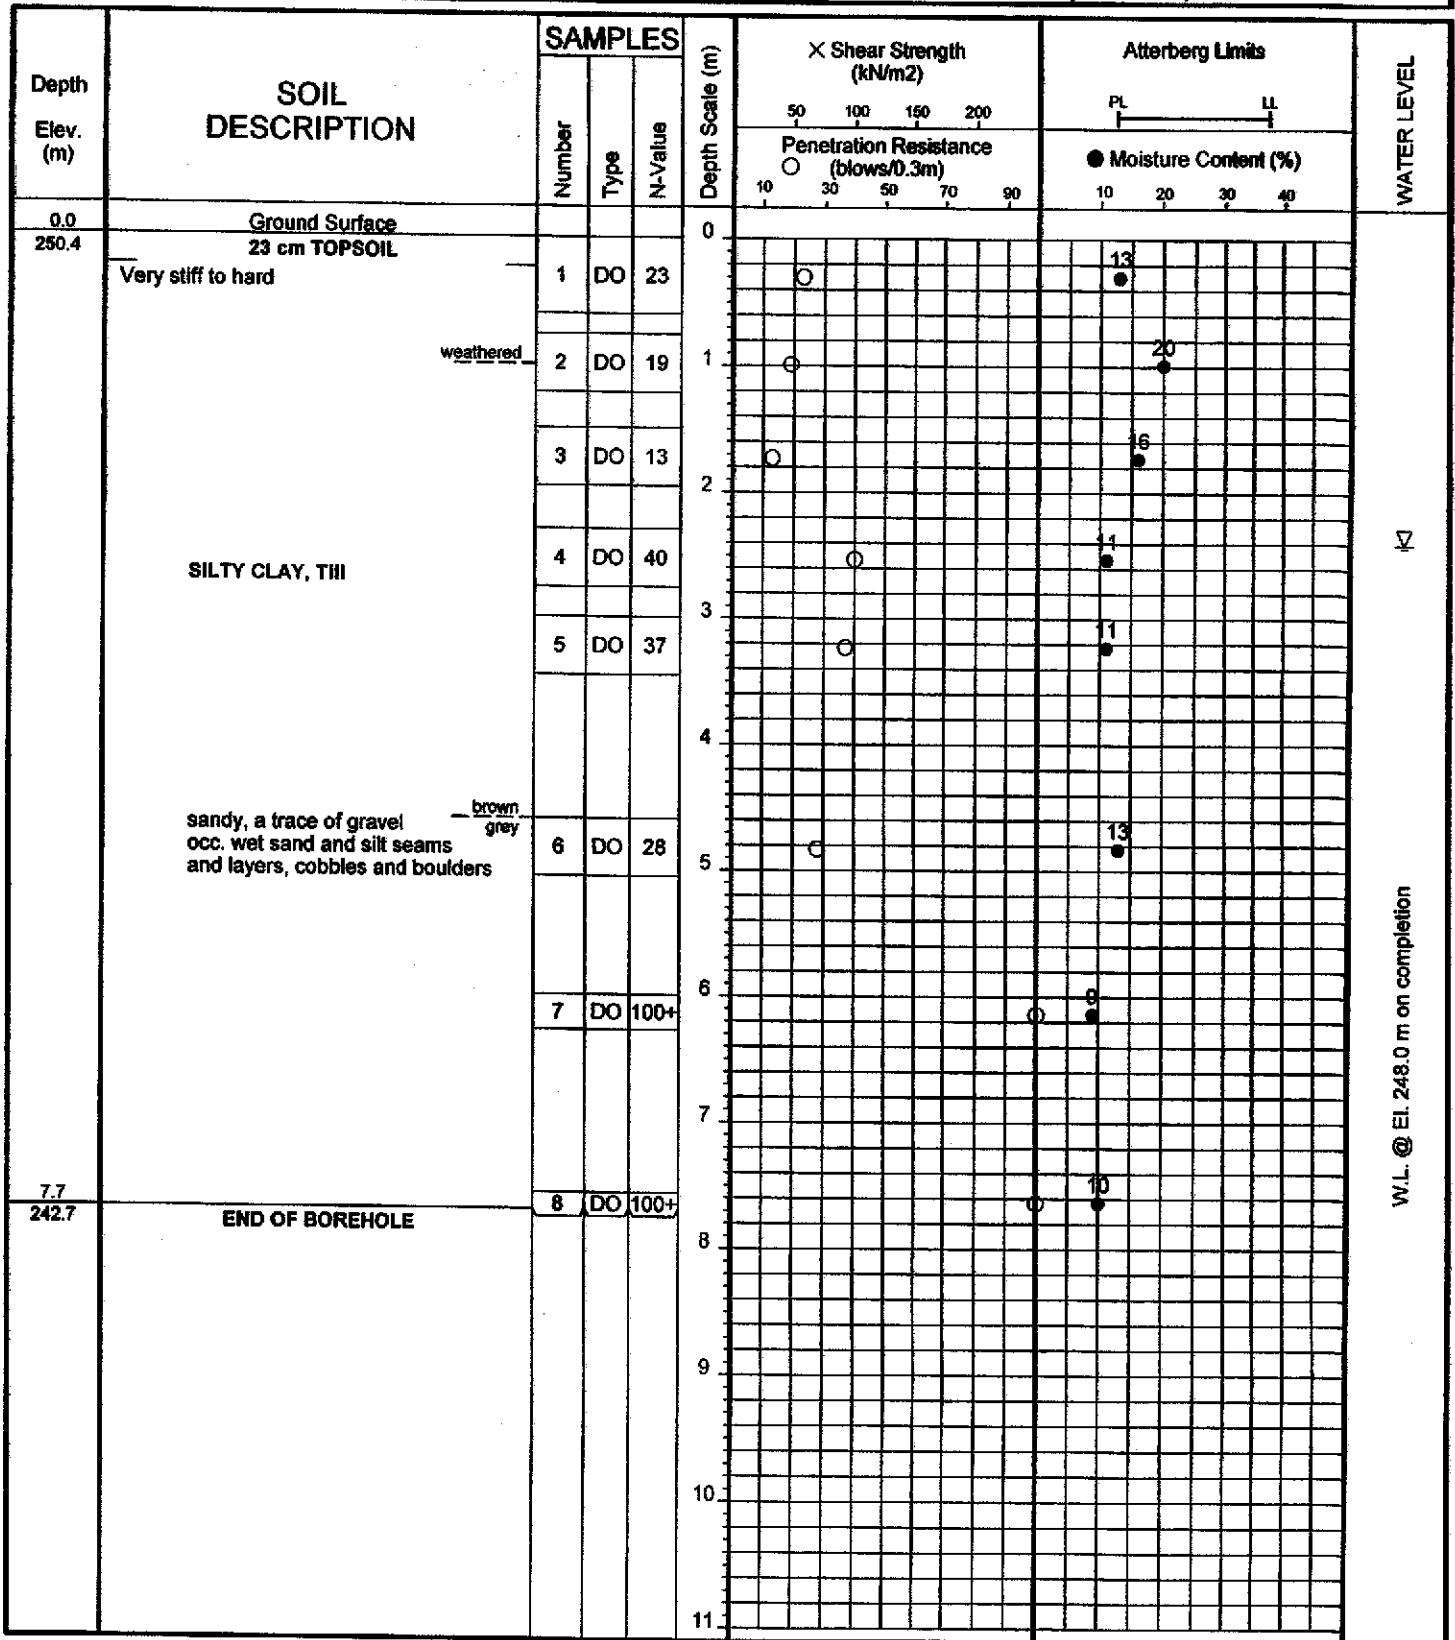 Depth
Elev.
(m)
SOIL
DESCRIPTION
SAMPLES
Number
Type
N-Value
Depth Scale (m)
× Shear Strength
(kN/m2)
50 100 150 200
Penetration Resistance
○ (blows/0.3m)
10 30 50 70 90
Atterberg Limits
PL LL
● Moisture Content (%)
10 20 30 40
WATER LEVEL
0.0 Ground Surface 0
250.4 23 cm TOPSOIL
Very stiff to hard 1 DO 23 13
weathered 2 DO 19 1 20
3 DO 13 16
2
SILTY CLAY, Till 4 DO 40 11
3
5 DO 37 11
4
brown
grey
sandy, a trace of gravel
occ. wet sand and silt seams
and layers, cobbles and boulders
6 DO 28 13
5
6
7 DO 100+ 9
7
7.7
242.7
8 DO 100+ 10
END OF BOREHOLE
8
9
10
11
W.L. @ El. 248.0 m on completion